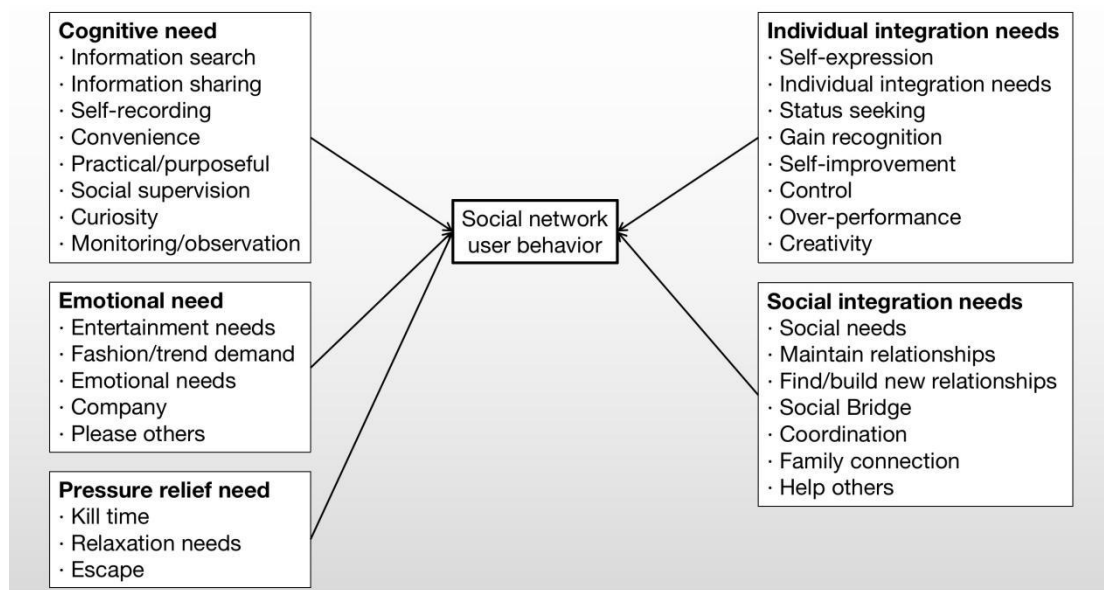 Cognitive need
· Information search
· Information sharing
· Self-recording
· Convenience
· Practical/purposeful
· Social supervision
· Curiosity
· Monitoring/observation
Emotional need
· Entertainment needs
· Fashion/trend demand
· Emotional needs
· Company
· Please others
Pressure relief need
· Kill time
· Relaxation needs
· Escape
Social network
user behavior
Individual integration needs
· Self-expression
· Individual integration needs
· Status seeking
· Gain recognition
· Self-improvement
· Control
· Over-performance
· Creativity
Social integration needs
· Social needs
· Maintain relationships
· Find/build new relationships
· Social Bridge
· Coordination
· Family connection
· Help others